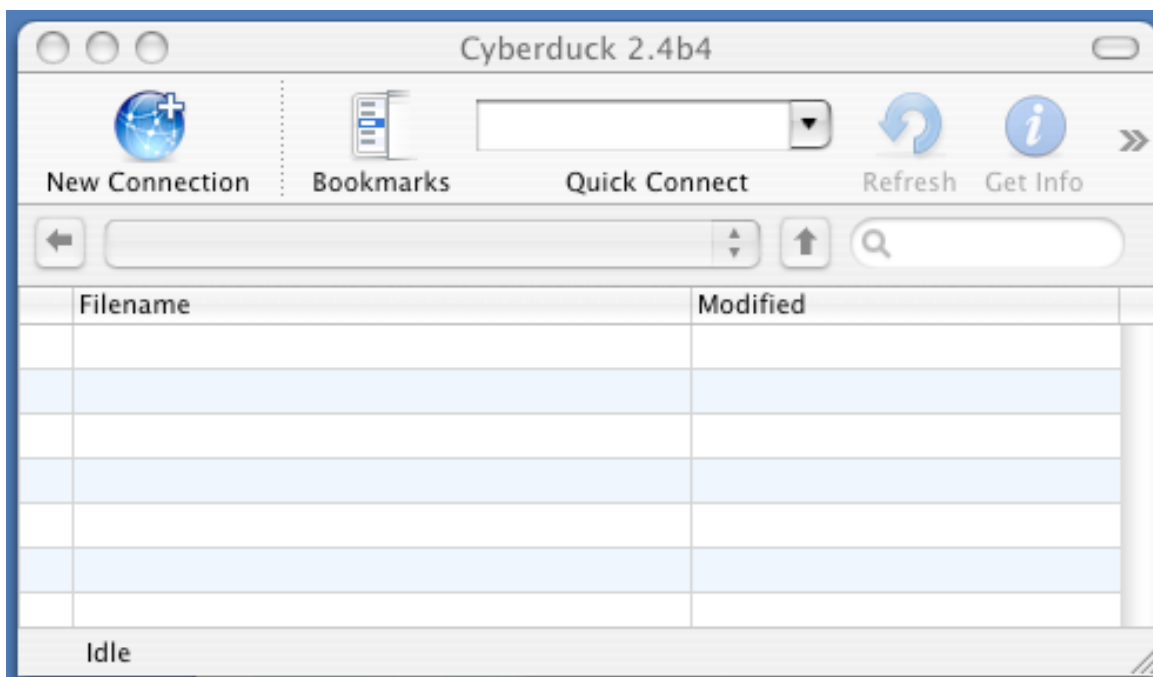 Cyberduck 2.4b4
New Connection Bookmarks Quick Connect Refresh Get Info
Filename Modified
Idle